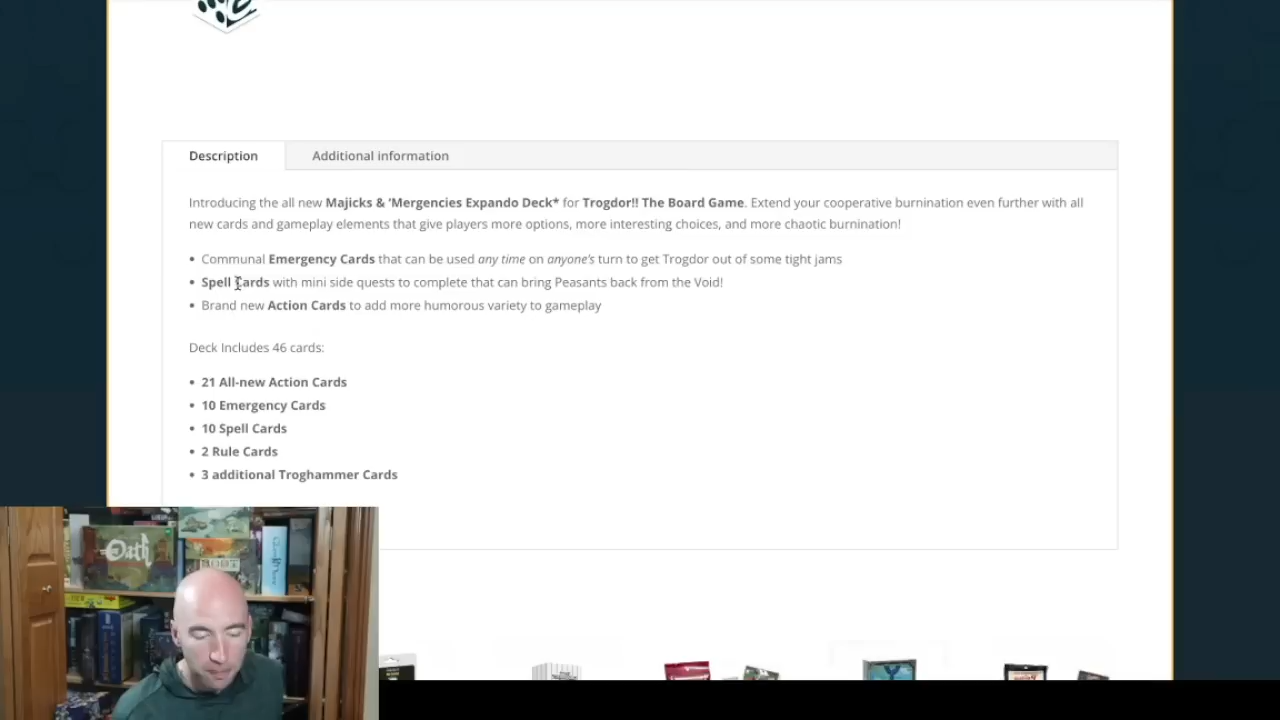 Description
Additional information
Introducing the all new Majicks & ‘Mergencies Expando Deck* for Trogdor!! The Board Game. Extend your cooperative burnination even further with all
new cards and gameplay elements that give players more options, more interesting choices, and more chaotic burnination!
• Communal Emergency Cards that can be used any time on anyone’s turn to get Trogdor out of some tight jams
• Spell Cards with mini side quests to complete that can bring Peasants back from the Void!
• Brand new Action Cards to add more humorous variety to gameplay
Deck Includes 46 cards:
• 21 All-new Action Cards
• 10 Emergency Cards
• 10 Spell Cards
• 2 Rule Cards
• 3 additional Troghammer Cards
Oath